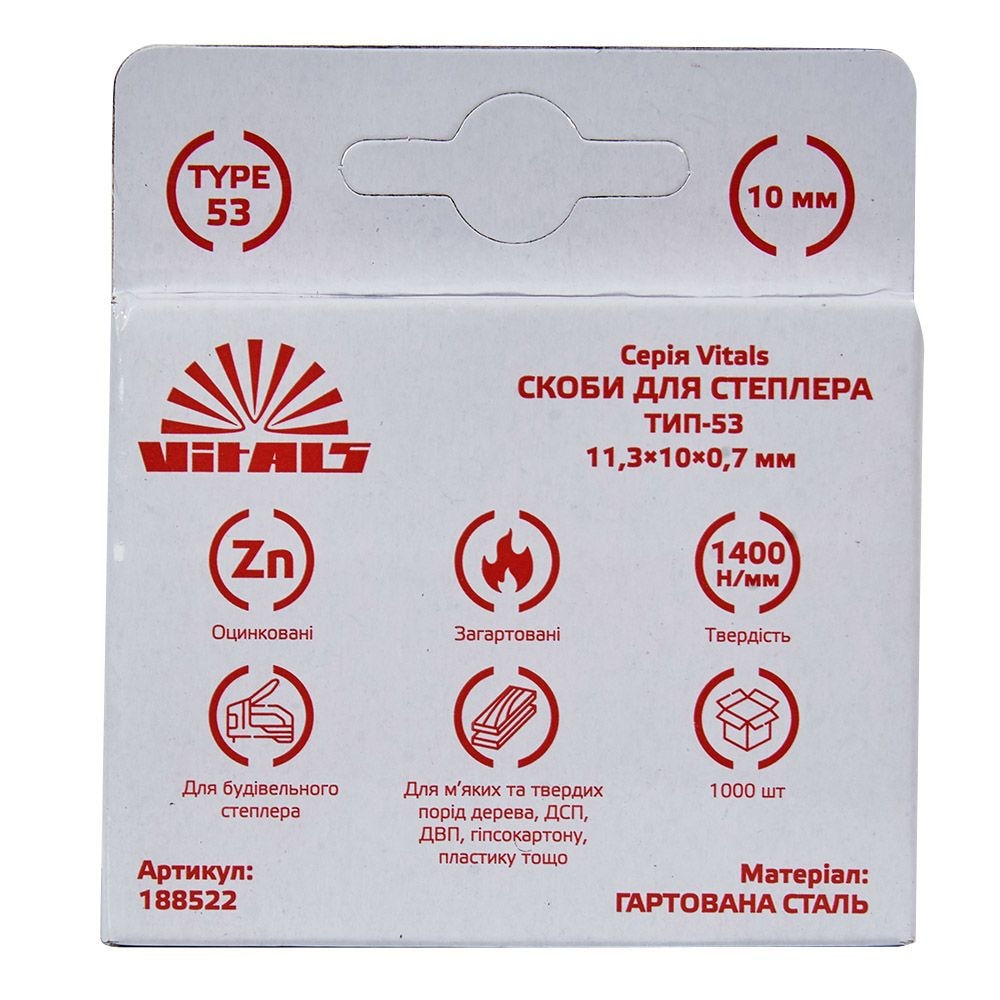 TYPE
53
10 мм
Серія Vitals
СКОБИ ДЛЯ СТЕПЛЕРА
ТИП-53
11,3×10×0,7 мм
VitALS
Zn
Оцинковані
Загартовані
1400
Н/мм
Твердість
Для будівельного
степлера
Для м’яких та твердих
порід дерева, ДСП,
ДВП, гіпсокартону,
пластику тощо
1000 шт
Артикул:
188522
Матеріал:
ГАРТОВАНА СТАЛЬ